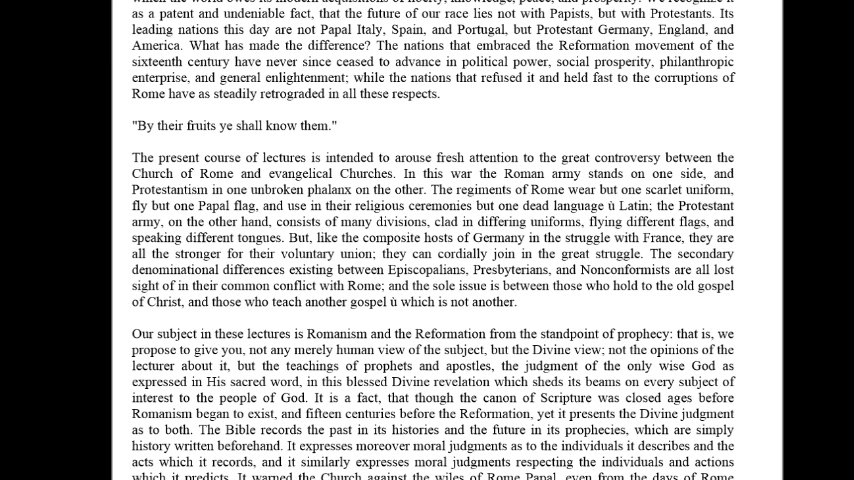 which the world owes its modern acquisitions of liberty, knowledge, peace, and prosperity. We recognize it
as a patent and undeniable fact, that the future of our race lies not with Papists, but with Protestants. Its
leading nations this day are not Papal Italy, Spain, and Portugal, but Protestant Germany, England, and
America. What has made the difference? The nations that embraced the Reformation movement of the
sixteenth century have never since ceased to advance in political power, social prosperity, philanthropic
enterprise, and general enlightenment; while the nations that refused it and held fast to the corruptions of
Rome have as steadily retrograded in all these respects.
"By their fruits ye shall know them."
The present course of lectures is intended to arouse fresh attention to the great controversy between the
Church of Rome and evangelical Churches. In this war the Roman army stands on one side, and
Protestantism in one unbroken phalanx on the other. The regiments of Rome wear but one scarlet uniform,
fly but one Papal flag, and use in their religious ceremonies but one dead language ù Latin; the Protestant
army, on the other hand, consists of many divisions, clad in differing uniforms, flying different flags, and
speaking different tongues. But, like the composite hosts of Germany in the struggle with France, they are
all the stronger for their voluntary union; they can cordially join in the great struggle. The secondary
denominational differences existing between Episcopalians, Presbyterians, and Nonconformists are all lost
sight of in their common conflict with Rome; and the sole issue is between those who hold to the old gospel
of Christ, and those who teach another gospel ù which is not another.
Our subject in these lectures is Romanism and the Reformation from the standpoint of prophecy: that is, we
propose to give you, not any merely human view of the subject, but the Divine view; not the opinions of the
lecturer about it, but the teachings of prophets and apostles, the judgment of the only wise God as
expressed in His sacred word, in this blessed Divine revelation which sheds its beams on every subject of
interest to the people of God. It is a fact, that though the canon of Scripture was closed ages before
Romanism began to exist, and fifteen centuries before the Reformation, yet it presents the Divine judgment
as to both. The Bible records the past in its histories and the future in its prophecies, which are simply
history written beforehand. It expresses moreover moral judgments as to the individuals it describes and the
acts which it records, and it similarly expresses moral judgments respecting the individuals and actions
which it predicts. It warned the Church against the wiles of Rome Papal, even from the days of Rome